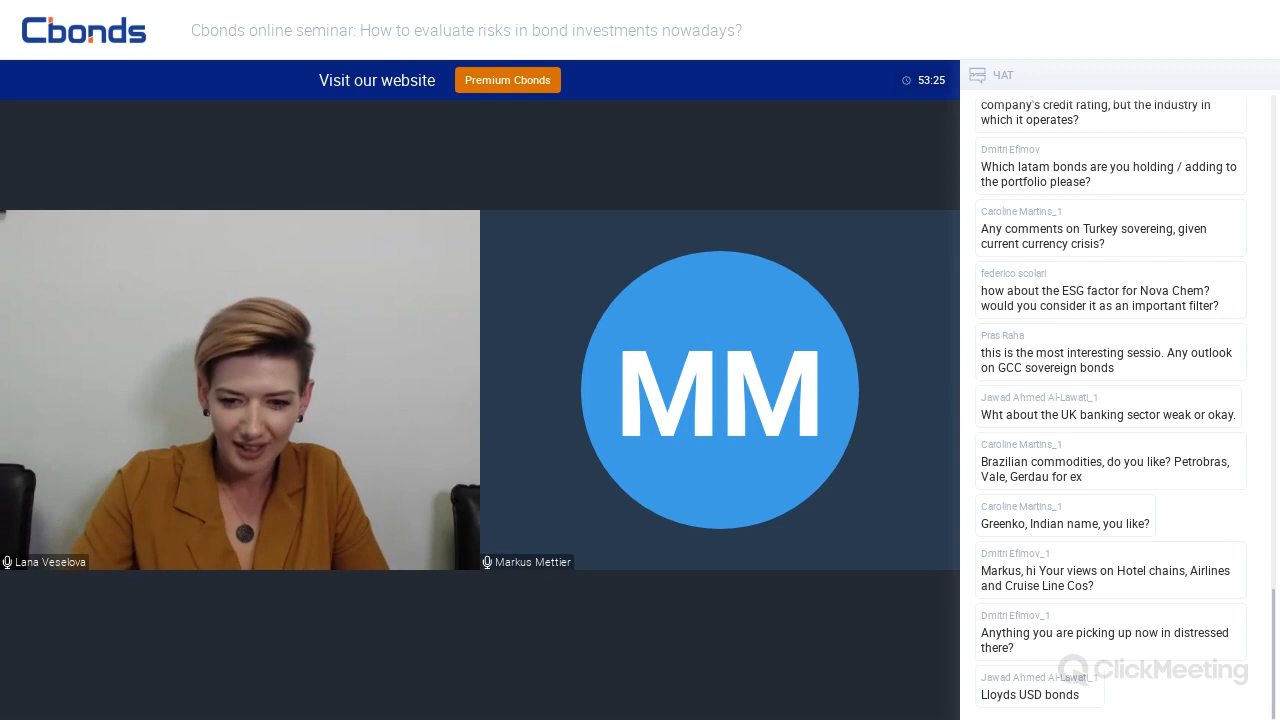 Cbonds
Cbonds online seminar: How to evaluate risks in bond investments nowadays?
Visit our website
Premium Cbonds
53:25
ЧАТ
company's credit rating, but the industry in
which it operates?
Dmitri Efimov
Which latam bonds are you holding / adding to
the portfolio please?
Caroline Martins_1
Any comments on Turkey sovereing, given
current currency crisis?
federico scolari
how about the ESG factor for Nova Chem?
would you consider it as an important filter?
Pras Raha
this is the most interesting sessio. Any outlook
on GCC sovereign bonds
Jawad Ahmed Al-Lawati_1
Wht about the UK banking sector weak or okay.
Caroline Martins_1
Brazilian commodities, do you like? Petrobras,
Vale, Gerdau for ex
Caroline Martins_1
Greenko, Indian name, you like?
Dmitri Efimov_1
Markus, hi Your views on Hotel chains, Airlines
and Cruise Line Cos?
Dmitri Efimov_1
Anything you are picking up now in distressed
there?
Jawad Ahmed Al-Lawati_1
Lloyds USD bonds
ClickMeeting
MM
Lana Veselova
Markus Mettier